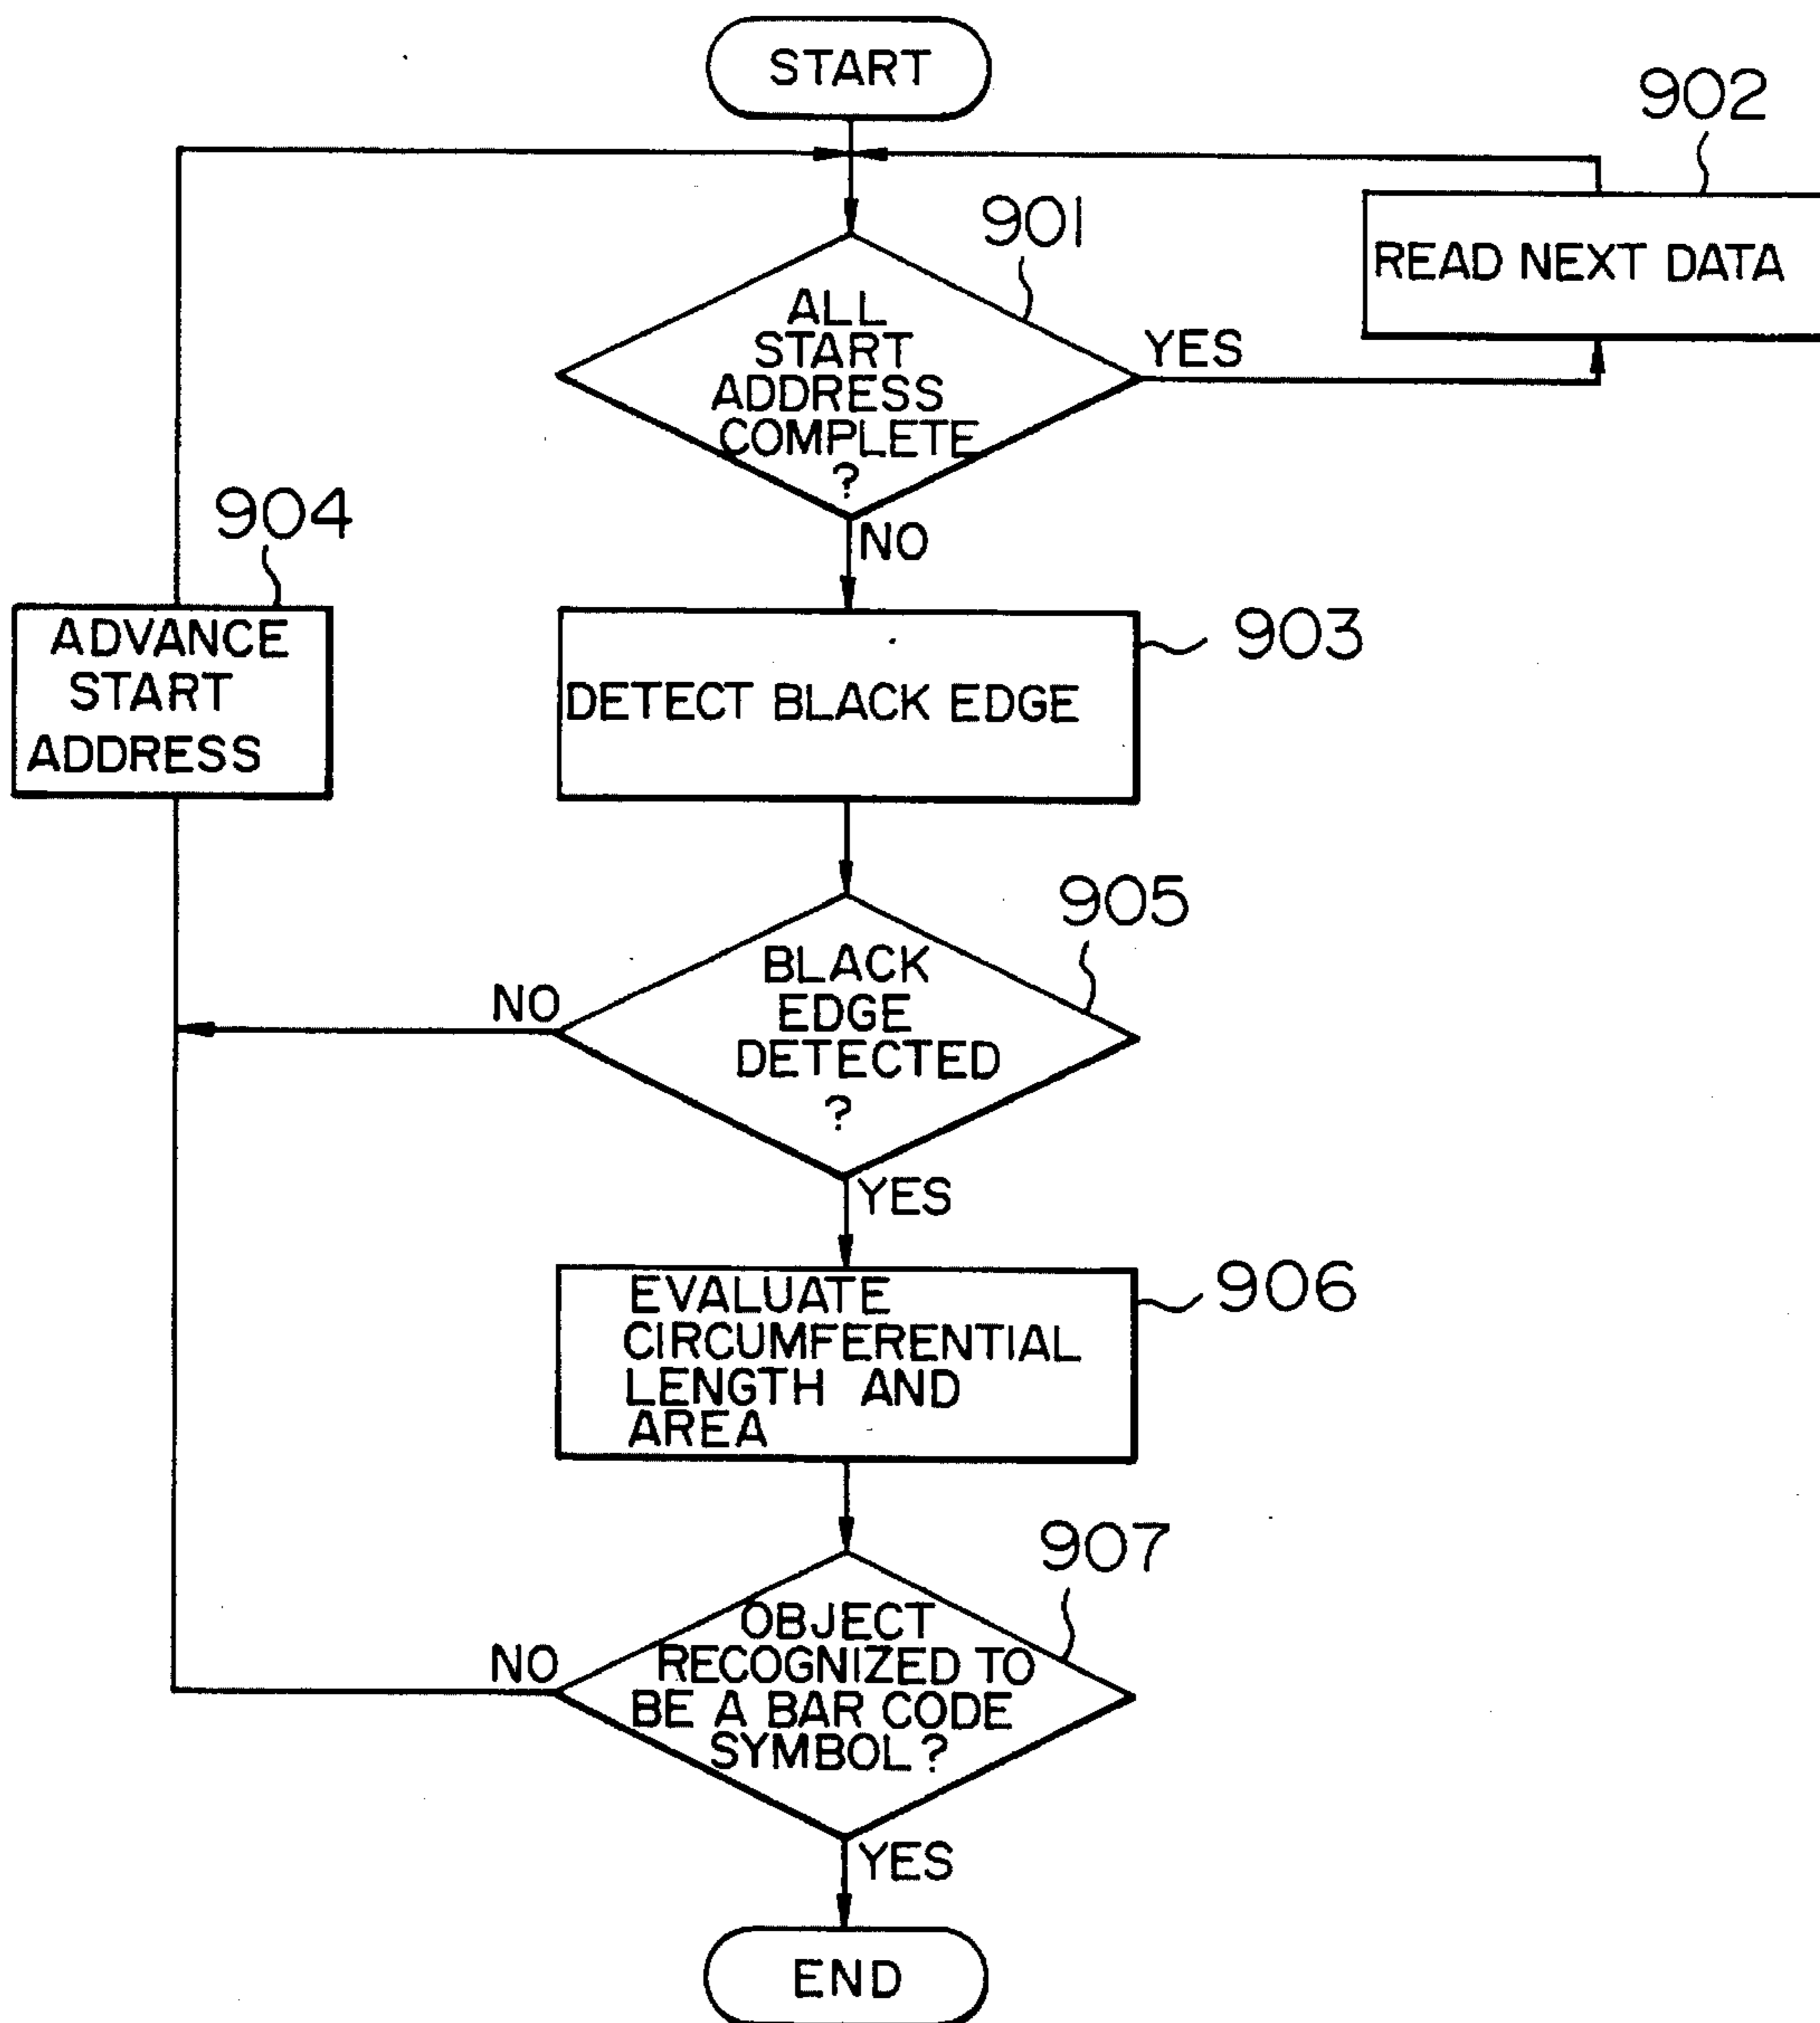 START
902
901
READ NEXT DATA
ALL
START
ADDRESS
COMPLETE
?
YES
NO
904
ADVANCE
START
ADDRESS
903
DETECT BLACK EDGE
905
BLACK
EDGE
DETECTED
?
NO
YES
906
EVALUATE
CIRCUMFERENTIAL
LENGTH AND
AREA
907
OBJECT
RECOGNIZED TO
BE A BAR CODE
SYMBOL?
NO
YES
END